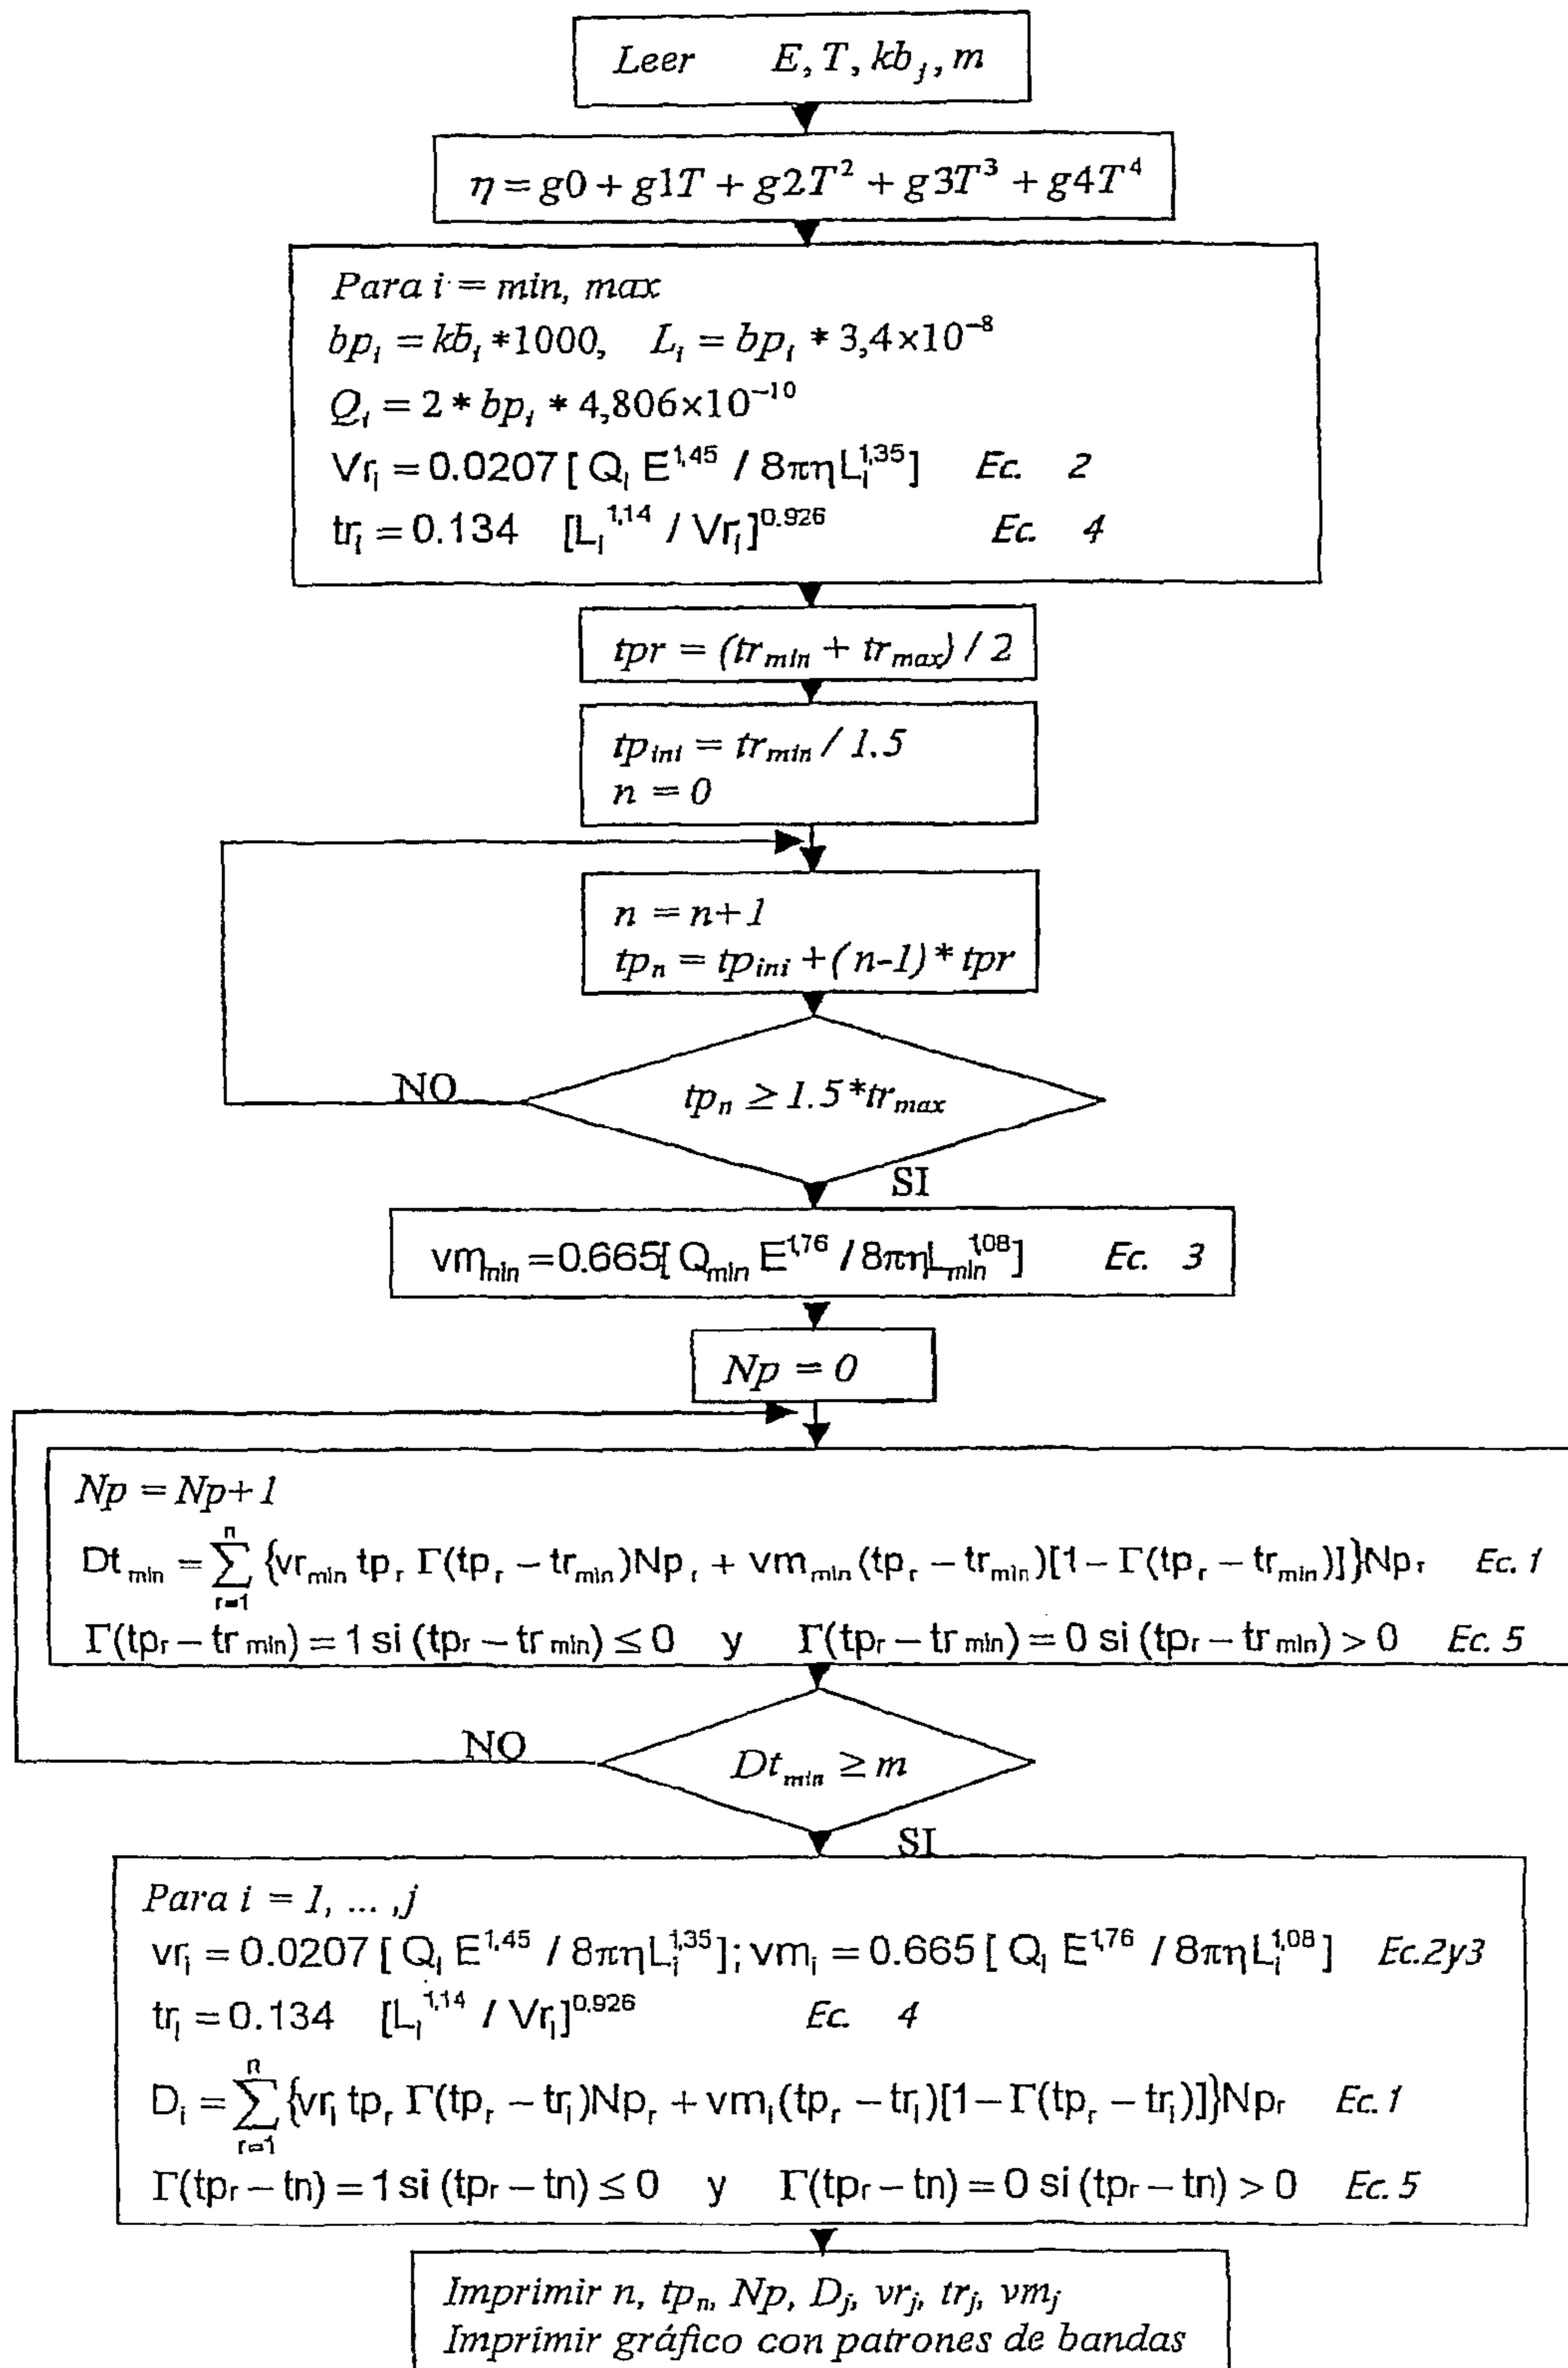 Leer E, T, kb_j, m
η = g0 + g1T + g2T² + g3T³ + g4T⁴
Para i = min, max
bp_i = kb_i *1000, L_i = bp_i * 3,4×10⁻⁸
Q_i = 2 * bp_i * 4,806×10⁻¹⁰
Vr_i = 0.0207 [ Q_i E^1,45 / 8πη L_i^1,35 ] Ec. 2
tr_i = 0.134 [L_i^1,14 / Vr_i]^0.926 Ec. 4
tpr = (tr_min + tr_max) / 2
tp_ini = tr_min / 1.5
n = 0
n = n+1
tp_n = tp_ini + (n-1) * tpr
tp_n ≥ 1.5*tr_max
NO
SI
vm_min = 0.665[ Q_min E^1,76 / 8πη L_min^1,08 ] Ec. 3
Np = 0
Np = Np+1
Dt_min = Σ_{r=1}^{n} {vr_min tp_r Γ(tp_r – tr_min)Np_r + vm_min (tp_r – tr_min)[1 – Γ(tp_r – tr_min)]}Np_r Ec. 1
Γ(tp_r – tr_min) = 1 si (tp_r – tr_min) ≤ 0 y Γ(tp_r – tr_min) = 0 si (tp_r – tr_min) > 0 Ec. 5
NO
Dt_min ≥ m
SI
Para i = 1, ... ,j
vr_i = 0.0207 [ Q_i E^1,45 / 8πη L_i^1,35 ]; vm_i = 0.665 [ Q_i E^1,76 / 8πη L_i^1,08 ] Ec.2y3
tr_i = 0.134 [L_i^1,14 / Vr_i]^0,926 Ec. 4
D_i = Σ_{r=1}^{n} {vr_i tp_r Γ(tp_r – tr_i)Np_r + vm_i (tp_r – tr_i)[1 – Γ(tp_r – tr_i)]}Np_r Ec. 1
Γ(tp_r – tn) = 1 si (tp_r – tn) ≤ 0 y Γ(tp_r – tn) = 0 si (tp_r – tn) > 0 Ec. 5
Imprimir n, tp_n, Np, D_j, vr_j, tr_j, vm_j
Imprimir gráfico con patrones de bandas